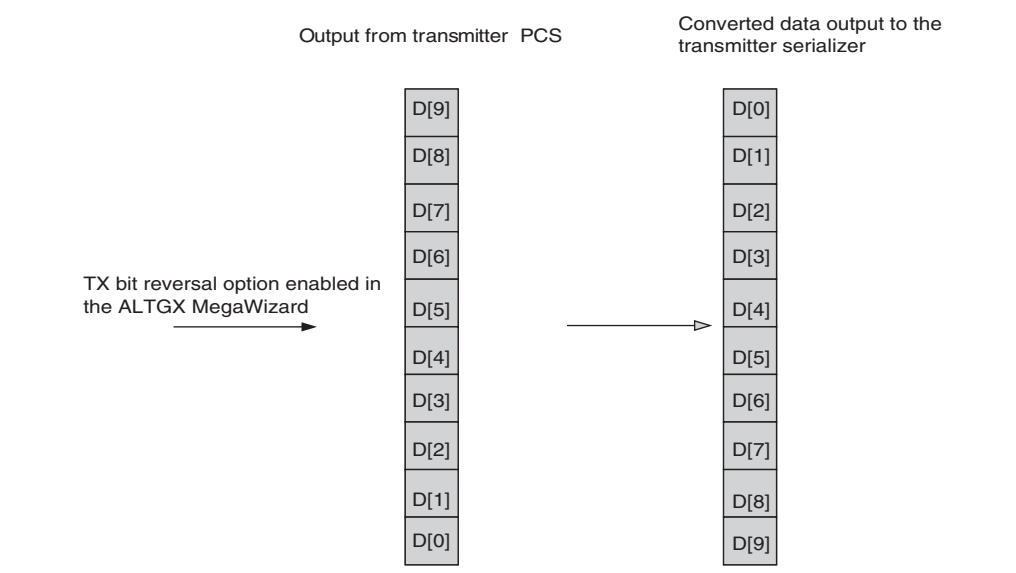 Output from transmitter PCS
Converted data output to the
transmitter serializer
TX bit reversal option enabled in
the ALTGX MegaWizard
D[9]
D[8]
D[7]
D[6]
D[5]
D[4]
D[3]
D[2]
D[1]
D[0]
D[0]
D[1]
D[2]
D[3]
D[4]
D[5]
D[6]
D[7]
D[8]
D[9]